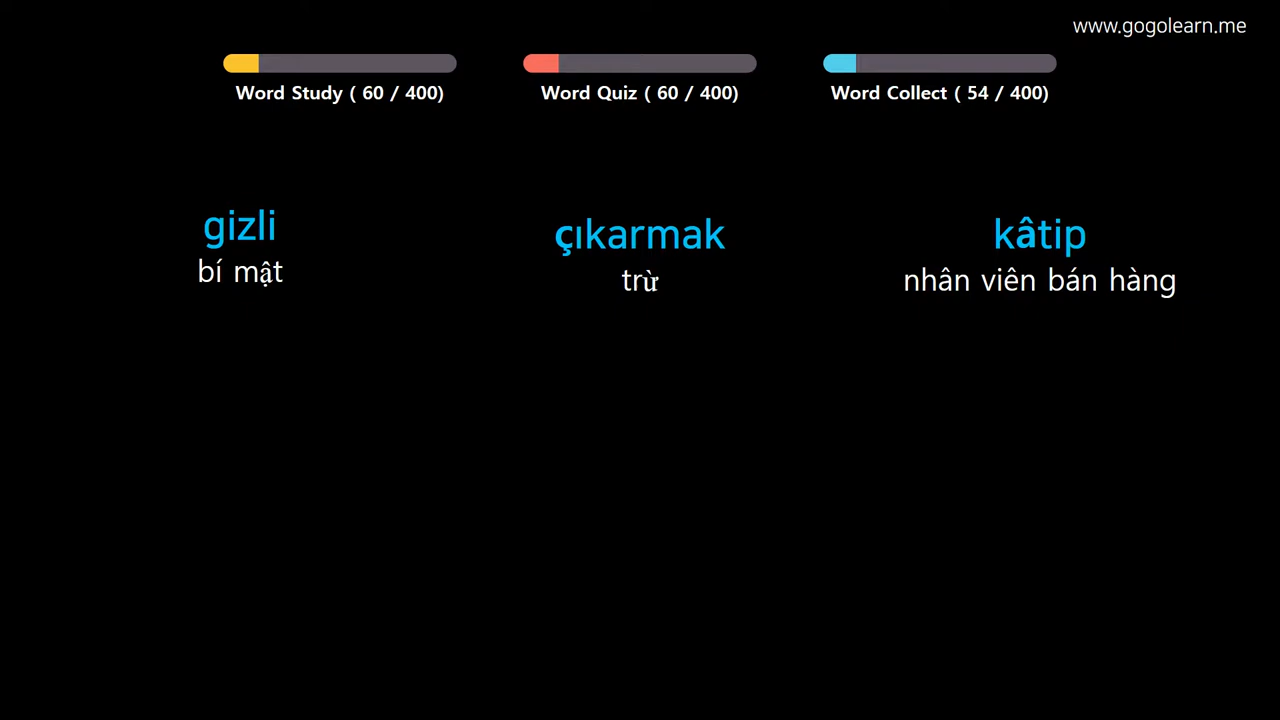 www.gogolearn.me
Word Study ( 60 / 400)
Word Quiz ( 60 / 400)
Word Collect ( 54 / 400)
gizli
bí mật
çıkarmak
trừ
kâtip
nhân viên bán hàng